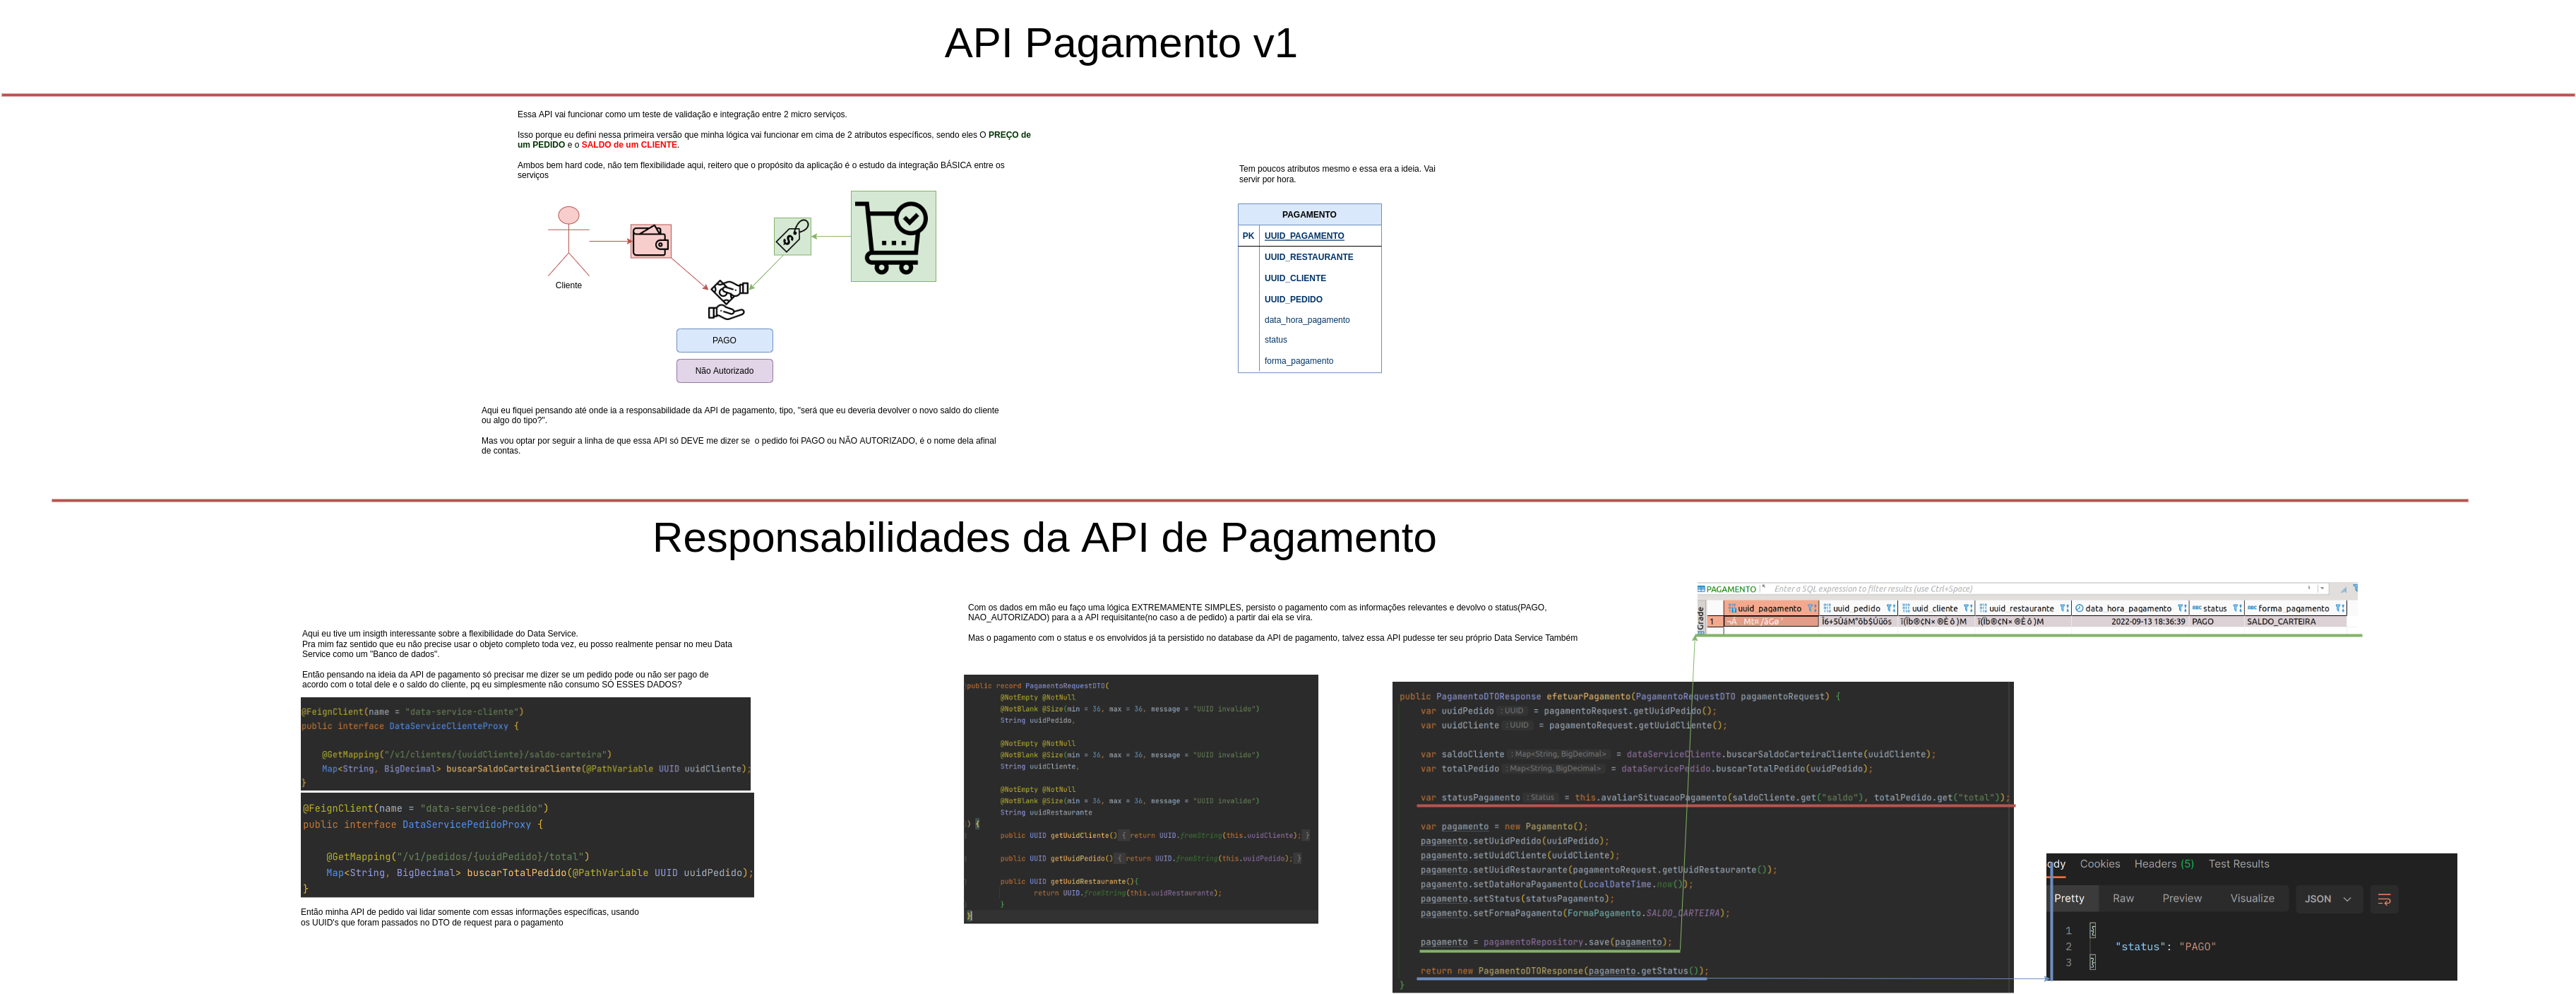 API Pagamento v1
Essa API vai funcionar como um teste de validação e integração entre 2 micro serviços.
Isso porque eu defini nessa primeira versão que minha lógica vai funcionar em cima de 2 atributos específicos, sendo eles O PREÇO de
um PEDIDO e o SALDO de um CLIENTE.
Ambos bem hard code, não tem flexibilidade aqui, reitero que o propósito da aplicação é o estudo da integração BÁSICA entre os
serviços
Cliente
PAGO
Não Autorizado
Aqui eu fiquei pensando até onde ia a responsabilidade da API de pagamento, tipo, "será que eu deveria devolver o novo saldo do cliente
ou algo do tipo?".
Mas vou optar por seguir a linha de que essa API só DEVE me dizer se o pedido foi PAGO ou NÃO AUTORIZADO, é o nome dela afinal
de contas.
Tem poucos atributos mesmo e essa era a ideia. Vai
servir por hora.
PAGAMENTO
PK UUID_PAGAMENTO
UUID_RESTAURANTE
UUID_CLIENTE
UUID_PEDIDO
data_hora_pagamento
status
forma_pagamento
Responsabilidades da API de Pagamento
Aqui eu tive um insigth interessante sobre a flexibilidade do Data Service.
Pra mim faz sentido que eu não precise usar o objeto completo toda vez, eu posso realmente pensar no meu Data
Service como um "Banco de dados".
Então pensando na ideia da API de pagamento só precisar me dizer se um pedido pode ou não ser pago de
acordo com o total dele e o saldo do cliente, pq eu simplesmente não consumo SÓ ESSES DADOS?
@FeignClient(name = "data-service-cliente")
public interface DataServiceClienteProxy {
@GetMapping("/v1/clientes/{uuidCliente}/saldo-carteira")
Map<String, BigDecimal> buscarSaldoCarteiraCliente(@PathVariable UUID uuidCliente);
}
@FeignClient(name = "data-service-pedido")
public interface DataServicePedidoProxy {
@GetMapping("/v1/pedidos/{uuidPedido}/total")
Map<String, BigDecimal> buscarTotalPedido(@PathVariable UUID uuidPedido);
}
Então minha API de pedido vai lidar somente com essas informações específicas, usando
os UUID's que foram passados no DTO de request para o pagamento
Com os dados em mão eu faço uma lógica EXTREMAMENTE SIMPLES, persisto o pagamento com as informações relevantes e devolvo o status(PAGO,
NAO_AUTORIZADO) para a a API requisitante(no caso a de pedido) a partir dai ela se vira.
Mas o pagamento com o status e os envolvidos já ta persistido no database da API de pagamento, talvez essa API pudesse ter seu próprio Data Service Também
public record PagamentoRequestDTO(
@NotEmpty @NotNull
@NotBlank @Size(min = 36, max = 36, message = "UUID invalido")
String uuidPedido,
@NotEmpty @NotNull
@NotBlank @Size(min = 36, max = 36, message = "UUID invalido")
String uuidCliente,
@NotEmpty @NotNull
@NotBlank @Size(min = 36, max = 36, message = "UUID invalido")
String uuidRestaurante
) {
public UUID getUuidCliente() { return UUID.fromString(this.uuidCliente); }
public UUID getUuidPedido() { return UUID.fromString(this.uuidPedido); }
public UUID getUuidRestaurante(){
return UUID.fromString(this.uuidRestaurante);
}
}
PAGAMENTO Enter a SQL expression to filter results (use Ctrl+Space)
Grade
uuid_pagamento uuid_pedido uuid_cliente uuid_restaurante data_hora_pagamento status forma_pagamento
1 2022-09-13 18:36:39 PAGO SALDO_CARTEIRA
public PagamentoDTOResponse efetuarPagamento(PagamentoRequestDTO pagamentoRequest) {
var uuidPedido : UUID = pagamentoRequest.getUuidPedido();
var uuidCliente : UUID = pagamentoRequest.getUuidCliente();
var saldoCliente : Map<String, BigDecimal> = dataServiceCliente.buscarSaldoCarteiraCliente(uuidCliente);
var totalPedido : Map<String, BigDecimal> = dataServicePedido.buscarTotalPedido(uuidPedido);
var statusPagamento : Status = this.avaliarSituacaoPagamento(saldoCliente.get("saldo"), totalPedido.get("total"));
var pagamento = new Pagamento();
pagamento.setUuidPedido(uuidPedido);
pagamento.setUuidCliente(uuidCliente);
pagamento.setUuidRestaurante(pagamentoRequest.getUuidRestaurante());
pagamento.setDataHoraPagamento(LocalDateTime.now());
pagamento.setStatus(statusPagamento);
pagamento.setFormaPagamento(FormaPagamento.SALDO_CARTEIRA);
pagamento = pagamentoRepository.save(pagamento);
return new PagamentoDTOResponse(pagamento.getStatus());
}
ody Cookies Headers (5) Test Results
Pretty Raw Preview Visualize JSON
1 {
2 "status": "PAGO"
3 }